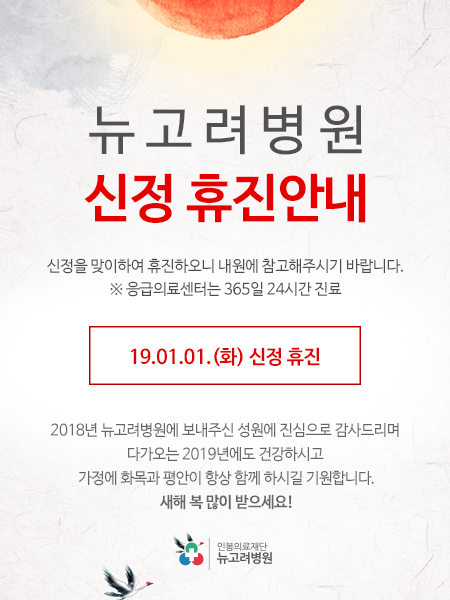 뉴고려병원
신정 휴진안내
신정을 맞이하여 휴진하오니 내원에 참고해주시기 바랍니다.
※ 응급의료센터는 365일 24시간 진료
19.01.01.(화) 신정 휴진
2018년 뉴고려병원에 보내주신 성원에 진심으로 감사드리며
다가오는 2019년에도 건강하시고
가정에 화목과 평안이 항상 함께 하시길 기원합니다.
새해 복 많이 받으세요!
인봉의료재단
뉴고려병원